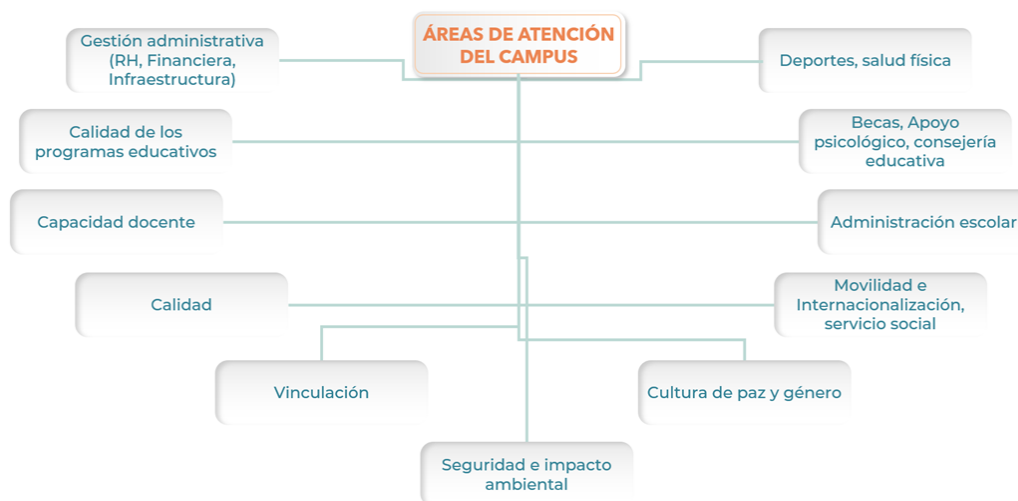 ÁREAS DE ATENCIÓN
DEL CAMPUS
Gestión administrativa
(RH, Financiera,
Infraestructura)
Deportes, salud física
Calidad de los
programas educativos
Becas, Apoyo
psicológico, consejería
educativa
Capacidad docente
Administración escolar
Calidad
Movilidad e
Internacionalización,
servicio social
Vinculación
Cultura de paz y género
Seguridad e impacto
ambiental